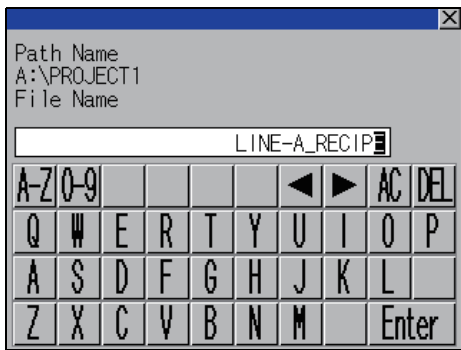 Path Name
A:\PROJECT1
File Name
LINE-A_RECIPE
A-Z 0-9 ◀ ▶ AC DEL
Q W E R T Y U I O P
A S D F G H J K L
Z X C V B N M Enter